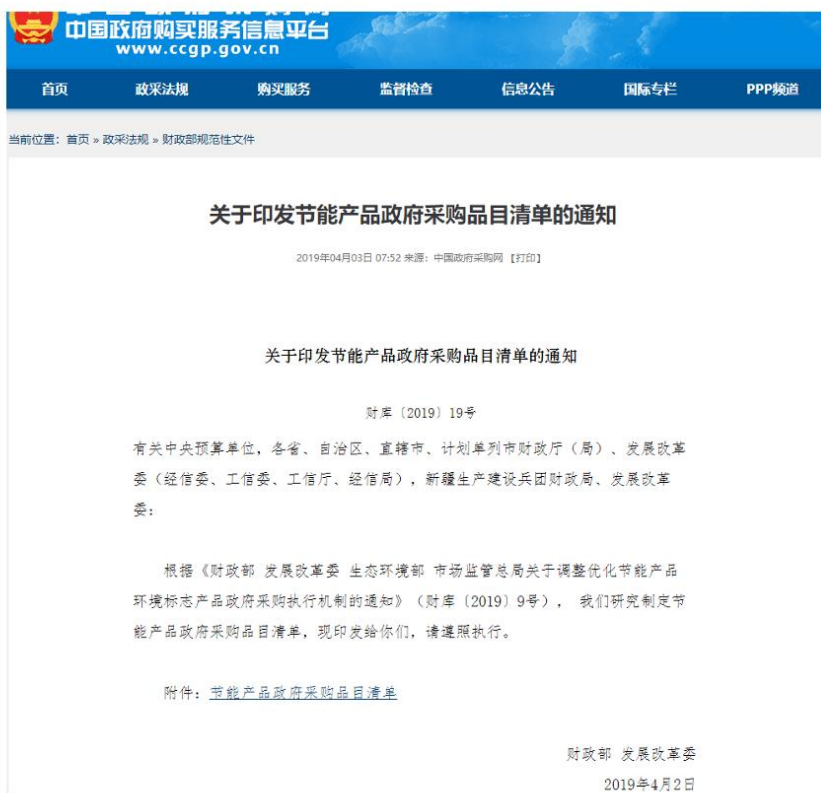 中国政府购买服务信息平台
www.ccgp.gov.cn
首页 政采法规 购买服务 监督检查 信息公告 国际专栏 PPP频道
当前位置：首页 » 政采法规 » 财政部规范性文件
关于印发节能产品政府采购品目清单的通知
2019年04月03日 07:52 来源：中国政府采购网 【打印】
关于印发节能产品政府采购品目清单的通知
财库〔2019〕19号
有关中央预算单位，各省、自治区、直辖市、计划单列市财政厅（局）、发展改革
委（经信委、工信委、工信厅、经信局），新疆生产建设兵团财政局、发展改革
委：
根据《财政部 发展改革委 生态环境部 市场监管总局关于调整优化节能产品
环境标志产品政府采购执行机制的通知》（财库〔2019〕9号）， 我们研究制定节
能产品政府采购品目清单，现印发给你们，请遵照执行。
附件：节能产品政府采购品目清单
财政部 发展改革委
2019年4月2日